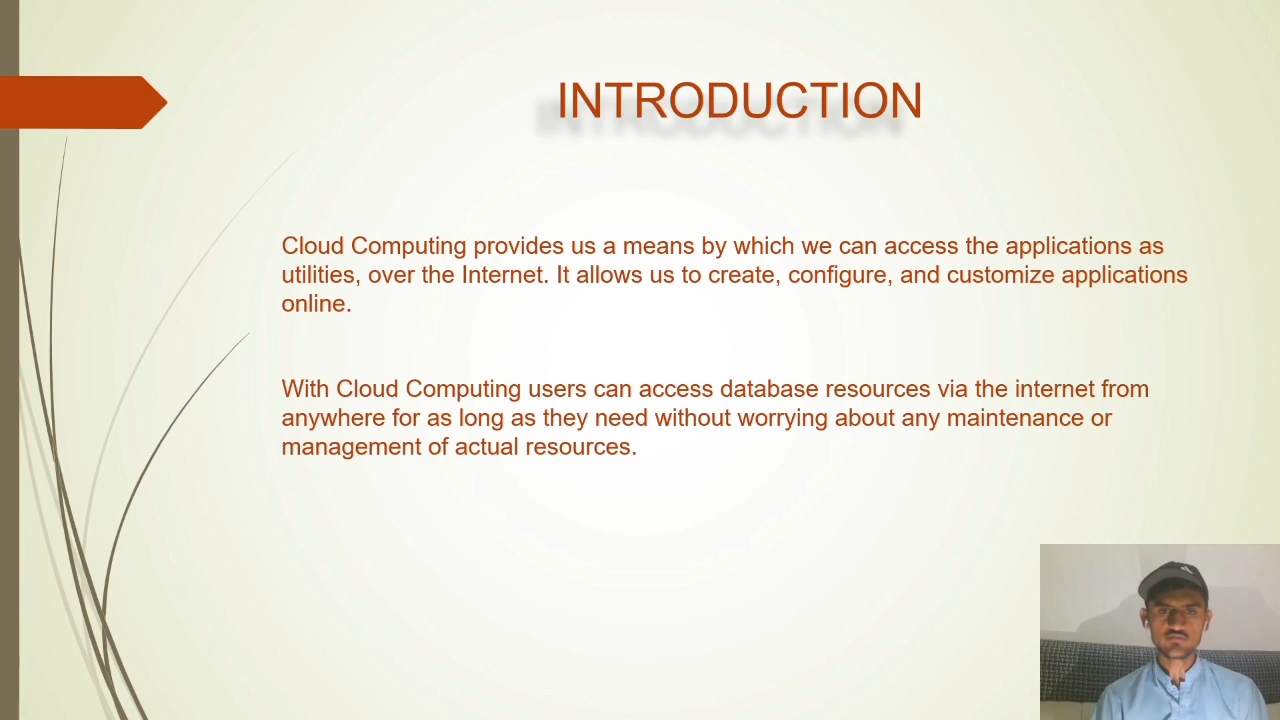 INTRODUCTION
Cloud Computing provides us a means by which we can access the applications as
utilities, over the Internet. It allows us to create, configure, and customize applications
online.
With Cloud Computing users can access database resources via the internet from
anywhere for as long as they need without worrying about any maintenance or
management of actual resources.